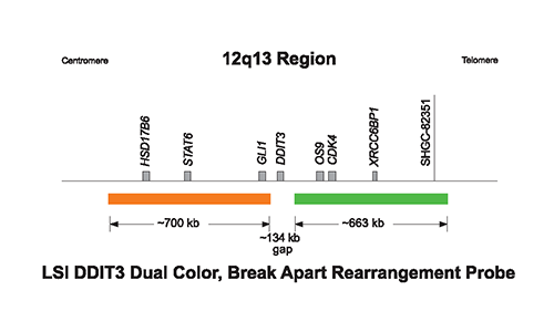 12q13 Region
Centromere
Telomere
HSD17B6
STAT6
GLI1
DDIT3
OS9
CDK4
XRCC6BP1
SHGC-82351
~700 kb
~134 kb
gap
~663 kb
LSI DDIT3 Dual Color, Break Apart Rearrangement Probe